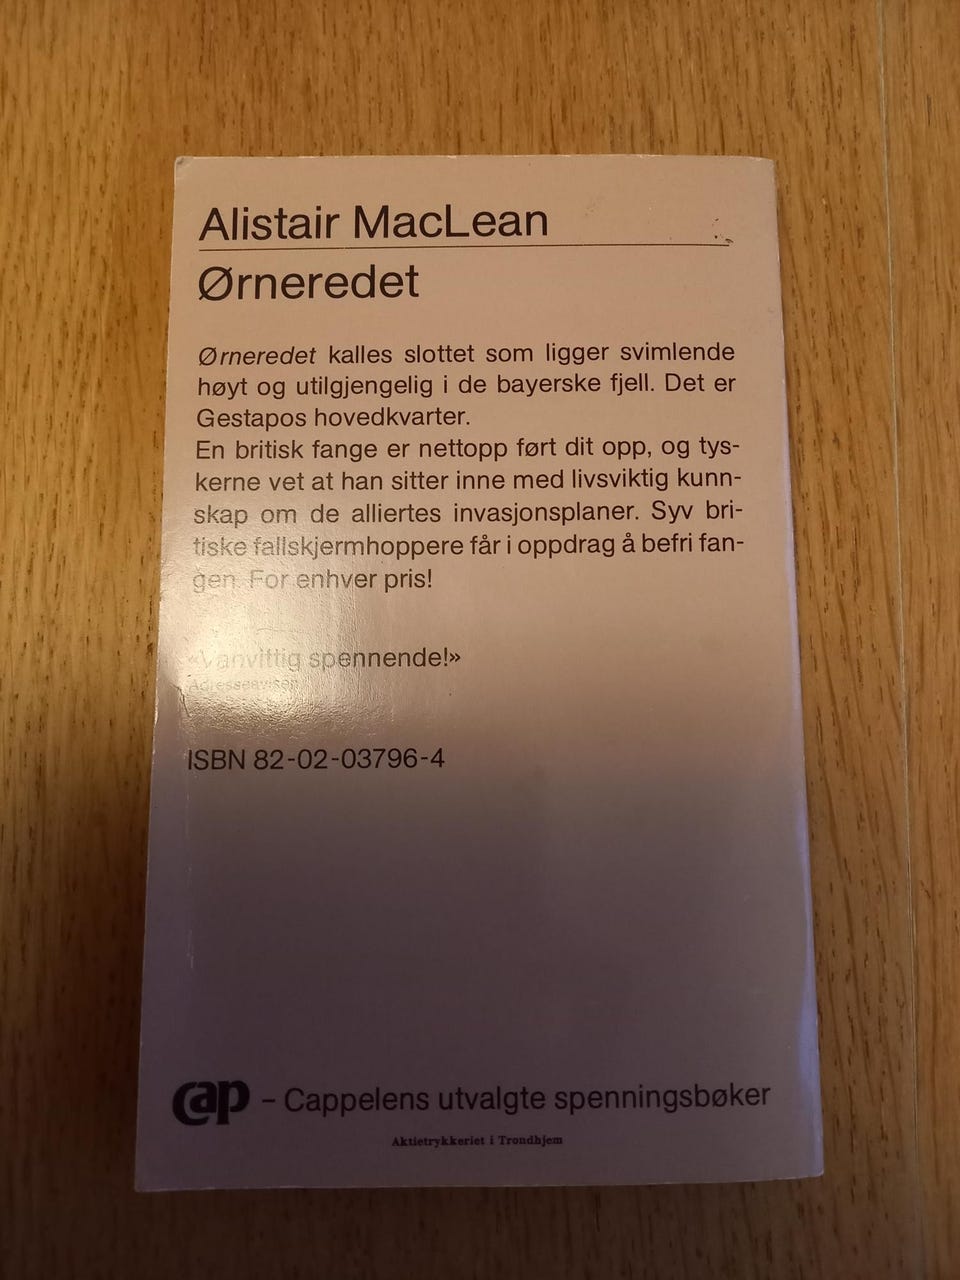 Alistair MacLean
Ørneredet
Ørneredet kalles slottet som ligger svimlende
høyt og utilgjengelig i de bayerske fjell. Det er
Gestapos hovedkvarter.
En britisk fange er nettopp ført dit opp, og tys-
kerne vet at han sitter inne med livsviktig kunn-
skap om de alliertes invasjonsplaner. Syv bri-
tiske fallskjermhoppere får i oppdrag å befri fan-
gen. For enhver pris!
«Vanvittig spennende!»
Adresseavisen
ISBN 82-02-03796-4
cap – Cappelens utvalgte spenningsbøker
Aktietrykkeriet i Trondhjem